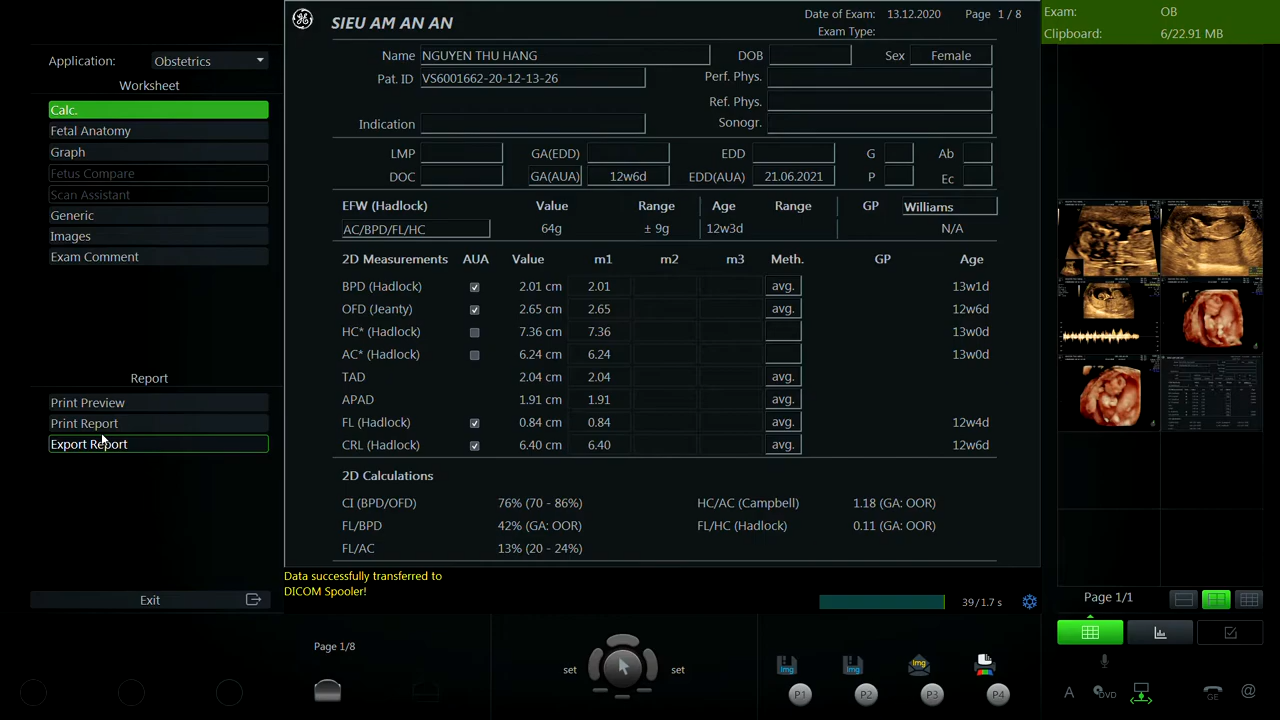 SIEU AM AN AN
Date of Exam: 13.12.2020 Page 1 / 8
Exam Type:
Exam: OB
Clipboard: 6/22.91 MB
Application: Obstetrics
Worksheet
Calc.
Fetal Anatomy
Graph
Fetus Compare
Scan Assistant
Generic
Images
Exam Comment
Report
Print Preview
Print Report
Export Report
Exit
Name NGUYEN THU HANG DOB Sex Female
Pat. ID VS6001662-20-12-13-26 Perf. Phys.
Ref. Phys.
Indication Sonogr.
LMP GA(EDD) EDD G Ab
DOC GA(AUA) 12w6d EDD(AUA) 21.06.2021 P Ec
EFW (Hadlock) Value Range Age Range GP Williams
AC/BPD/FL/HC 64g ± 9g 12w3d N/A
2D Measurements AUA Value m1 m2 m3 Meth. GP Age
BPD (Hadlock) 2.01 cm 2.01 avg. 13w1d
OFD (Jeanty) 2.65 cm 2.65 avg. 12w6d
HC* (Hadlock) 7.36 cm 7.36 13w0d
AC* (Hadlock) 6.24 cm 6.24 13w0d
TAD 2.04 cm 2.04 avg.
APAD 1.91 cm 1.91 avg.
FL (Hadlock) 0.84 cm 0.84 avg. 12w4d
CRL (Hadlock) 6.40 cm 6.40 avg. 12w6d
2D Calculations
CI (BPD/OFD) 76% (70 - 86%) HC/AC (Campbell) 1.18 (GA: OOR)
FL/BPD 42% (GA: OOR) FL/HC (Hadlock) 0.11 (GA: OOR)
FL/AC 13% (20 - 24%)
Data successfully transferred to
DICOM Spooler!
39 / 1.7 s
Page 1/1
Page 1/8
set set
Img Img Img
P1 P2 P3 P4
A DVD GE @